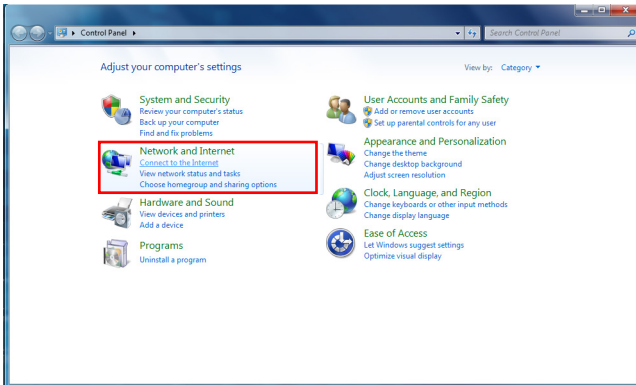 Control Panel
Search Control Panel
Adjust your computer's settings
View by: Category
System and Security
Review your computer's status
Back up your computer
Find and fix problems
Network and Internet
Connect to the Internet
View network status and tasks
Choose homegroup and sharing options
Hardware and Sound
View devices and printers
Add a device
Programs
Uninstall a program
User Accounts and Family Safety
Add or remove user accounts
Set up parental controls for any user
Appearance and Personalization
Change the theme
Change desktop background
Adjust screen resolution
Clock, Language, and Region
Change keyboards or other input methods
Change display language
Ease of Access
Let Windows suggest settings
Optimize visual display